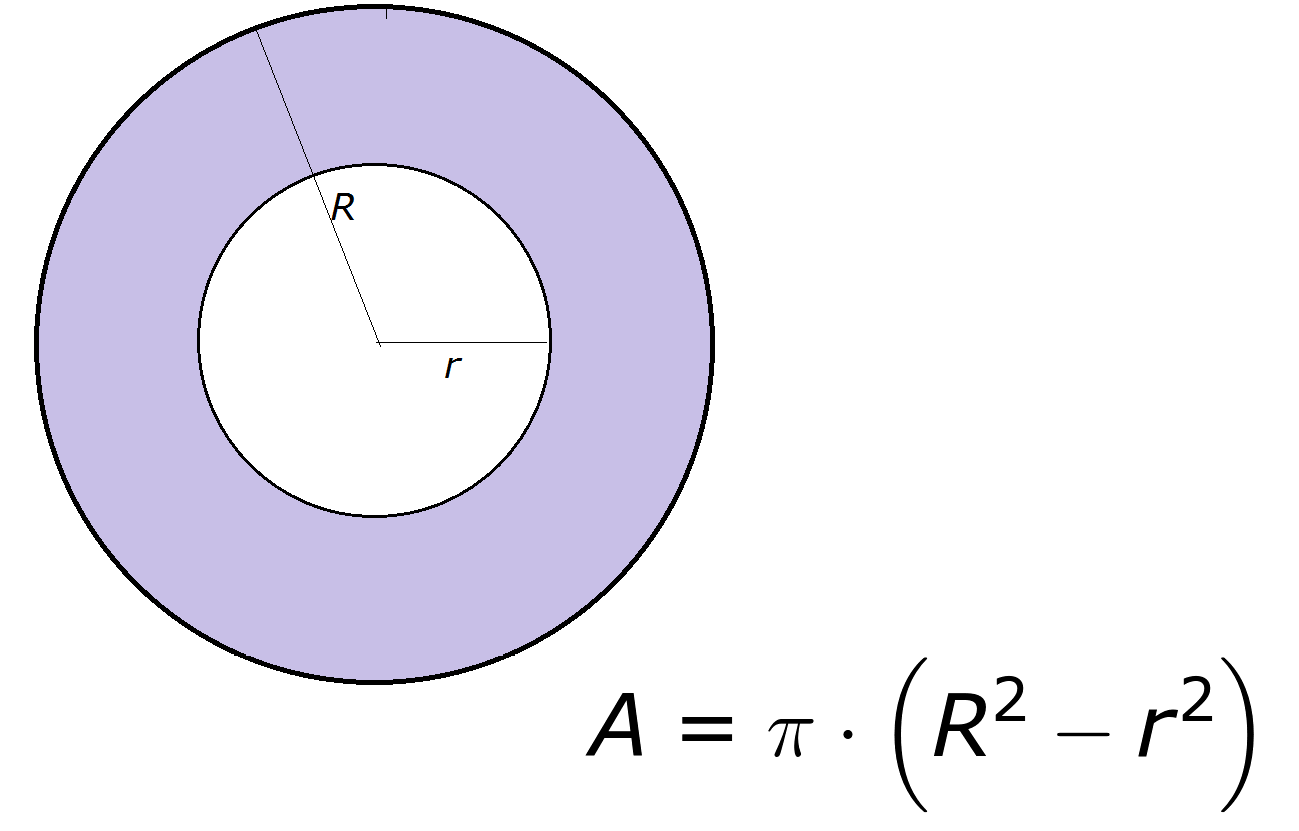 R
r
A = π · (R² − r²)